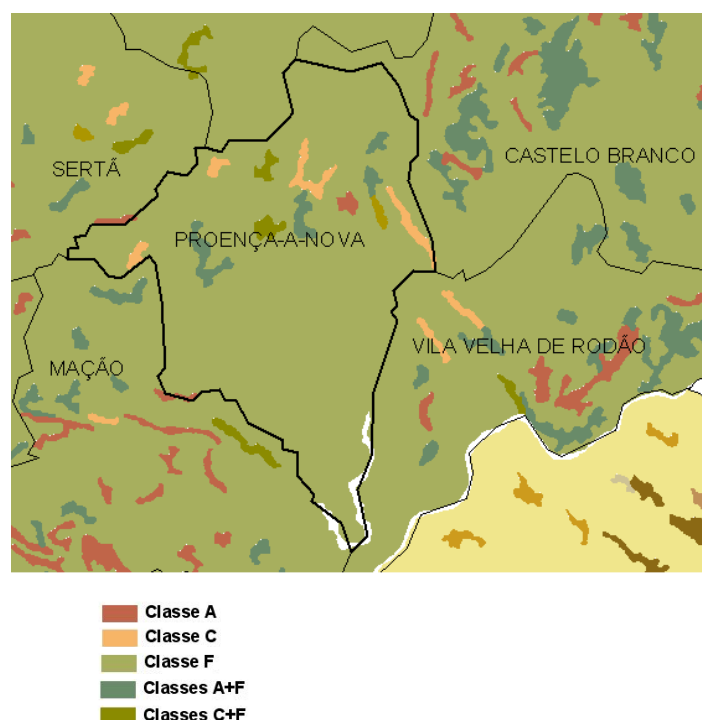 CASTELO BRANCO
SERTÃ
PROENÇA-A-NOVA
VILA VELHA DE RODÃO
MAÇÃO
Classe A
Classe C
Classe F
Classes A+F
Classes C+F